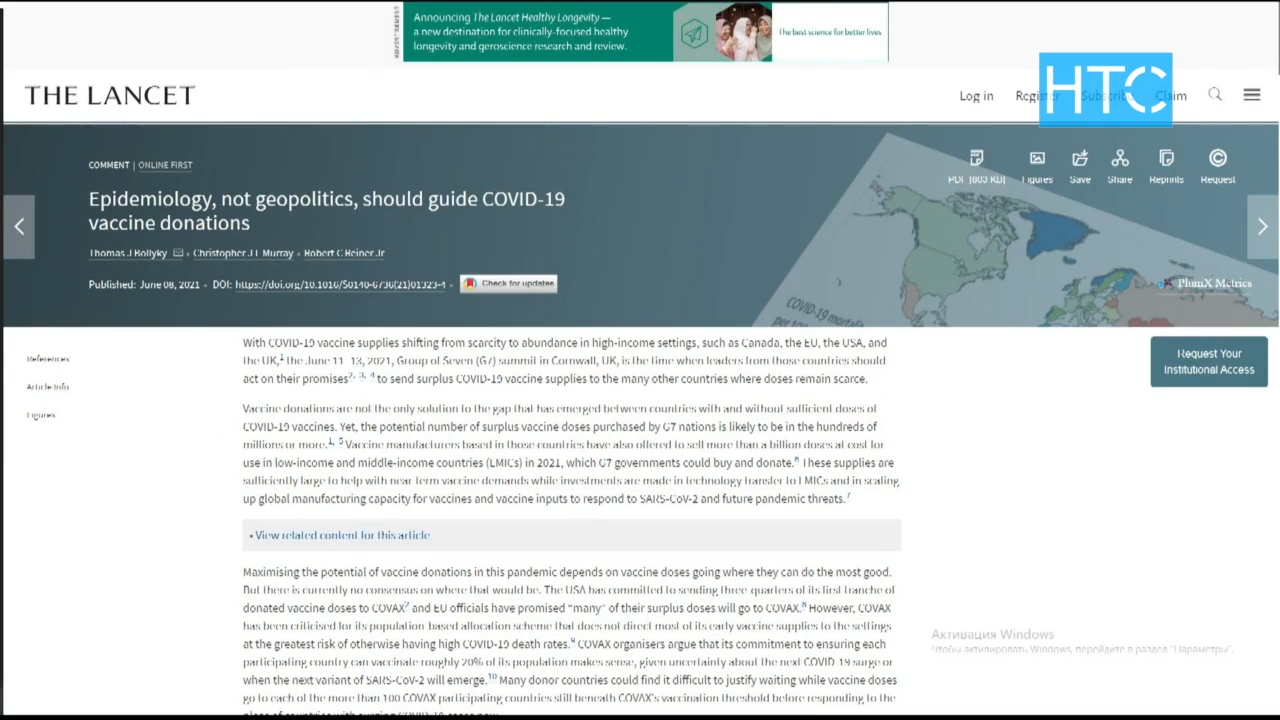 ADVERTISEMENT
Announcing The Lancet Healthy Longevity —
a new destination for clinically-focused healthy
longevity and geroscience research and review.
The best science for better lives
THE LANCET
Log in Register Subscribe Claim
HTC
COMMENT | ONLINE FIRST
Epidemiology, not geopolitics, should guide COVID-19
vaccine donations
Thomas J Bollyky • Christopher J L Murray • Robert C Reiner Jr
Published: June 08, 2021 • DOI: https://doi.org/10.1016/S0140-6736(21)01323-4 •
Check for updates
PDF [803 KB] Figures Save Share Reprints Request
COVID-19 mortali
per 100
PlumX Metrics
References
Article Info
Figures
With COVID-19 vaccine supplies shifting from scarcity to abundance in high-income settings, such as Canada, the EU, the USA, and
the UK,1 the June 11–13, 2021, Group of Seven (G7) summit in Cornwall, UK, is the time when leaders from those countries should
act on their promises2, 3, 4 to send surplus COVID-19 vaccine supplies to the many other countries where doses remain scarce.
Vaccine donations are not the only solution to the gap that has emerged between countries with and without sufficient doses of
COVID-19 vaccines. Yet, the potential number of surplus vaccine doses purchased by G7 nations is likely to be in the hundreds of
millions or more.1, 5 Vaccine manufacturers based in those countries have also offered to sell more than a billion doses at cost for
use in low-income and middle-income countries (LMICs) in 2021, which G7 governments could buy and donate.6 These supplies are
sufficiently large to help with near-term vaccine demands while investments are made in technology transfer to LMICs and in scaling
up global manufacturing capacity for vaccines and vaccine inputs to respond to SARS-CoV-2 and future pandemic threats.7
• View related content for this article
Maximising the potential of vaccine donations in this pandemic depends on vaccine doses going where they can do the most good.
But there is currently no consensus on where that would be. The USA has committed to sending three-quarters of its first tranche of
donated vaccine doses to COVAX2 and EU officials have promised “many” of their surplus doses will go to COVAX.8 However, COVAX
has been criticised for its population-based allocation scheme that does not direct most of its early vaccine supplies to the settings
at the greatest risk of otherwise having high COVID-19 death rates.9 COVAX organisers argue that its commitment to ensuring each
participating country can vaccinate roughly 20% of its population makes sense, given uncertainty about the next COVID-19 surge or
when the next variant of SARS-CoV-2 will emerge.10 Many donor countries could find it difficult to justify waiting while vaccine doses
go to each of the more than 100 COVAX participating countries still beneath COVAX’s vaccination threshold before responding to the
Request Your
Institutional Access
Активация Windows
Чтобы активировать Windows, перейдите в раздел "Параметры".